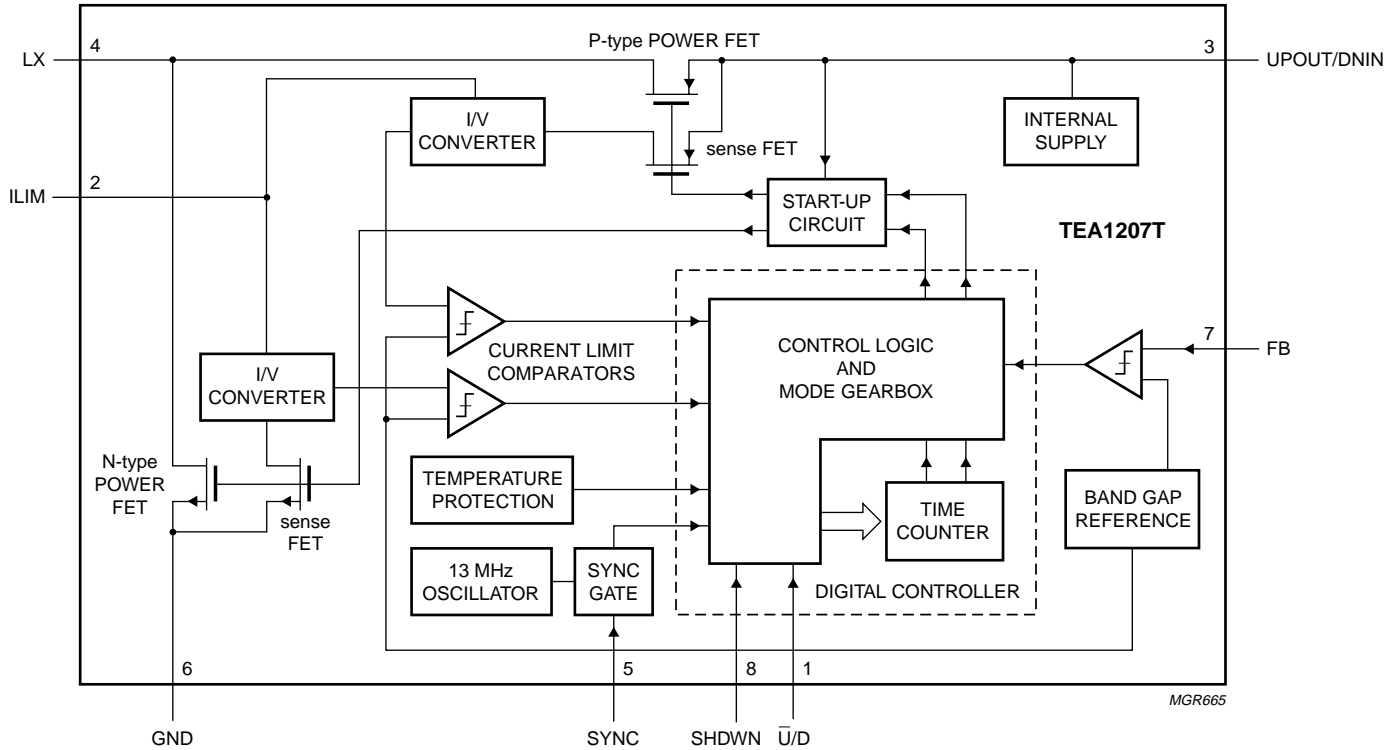 P-type POWER FET
LX
4
3
UPOUT/DNIN
I/V
CONVERTER
INTERNAL
SUPPLY
sense FET
ILIM
2
START-UP
CIRCUIT
TEA1207T
CONTROL LOGIC
AND
MODE GEARBOX
CURRENT LIMIT
COMPARATORS
7
FB
I/V
CONVERTER
N-type
POWER
FET
sense
FET
TEMPERATURE
PROTECTION
TIME
COUNTER
BAND GAP
REFERENCE
13 MHz
OSCILLATOR
SYNC
GATE
DIGITAL CONTROLLER
6
5
8
1
MGR665
GND
SYNC
SHDWN
U̅/D